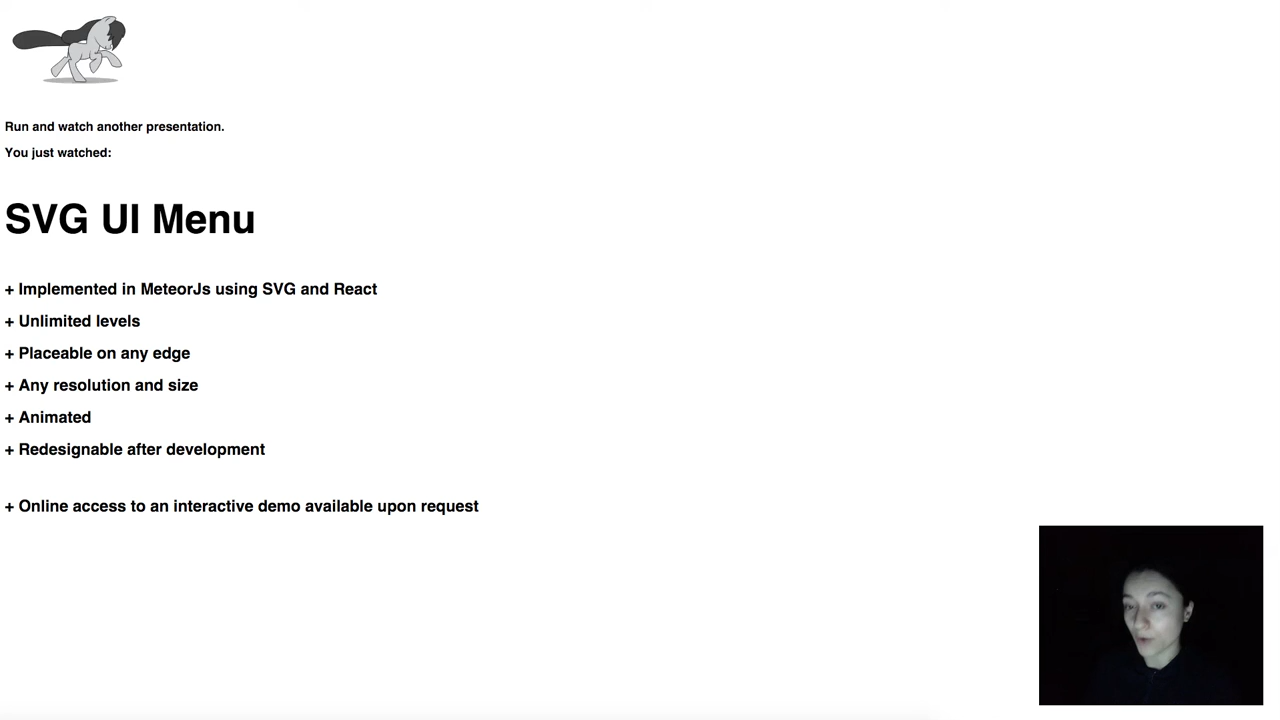 Run and watch another presentation.
You just watched:
SVG UI Menu
+ Implemented in MeteorJs using SVG and React
+ Unlimited levels
+ Placeable on any edge
+ Any resolution and size
+ Animated
+ Redesignable after development
+ Online access to an interactive demo available upon request